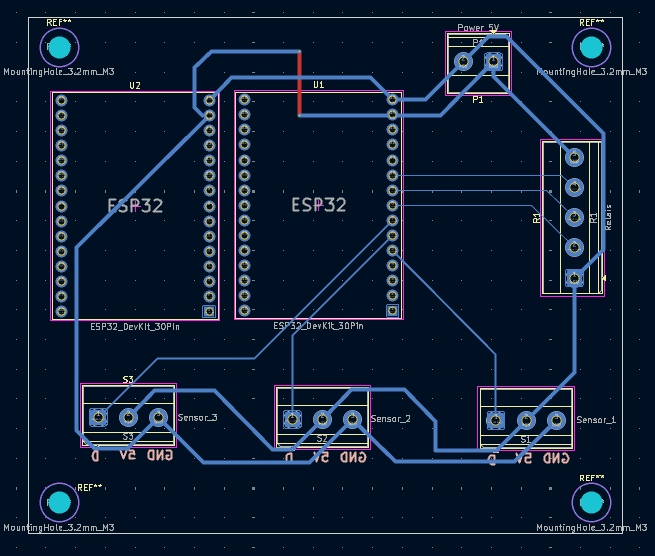 REF**
Power 5V
REF**
MountingHole_3.2mm_M3
MountingHole_3.2mm_M3
P1
U2
U1
ESP32
ESP32
R1
R1
Relais
ESP32_DevKit_30Pin
ESP32_DevKit_30Pin
S3
Sensor_3
Sensor_2
Sensor_1
S3
S2
S1
D 5V GND
D 5V GND
D 5V GND
REF**
REF**
MountingHole_3.2mm_M3
MountingHole_3.2mm_M3